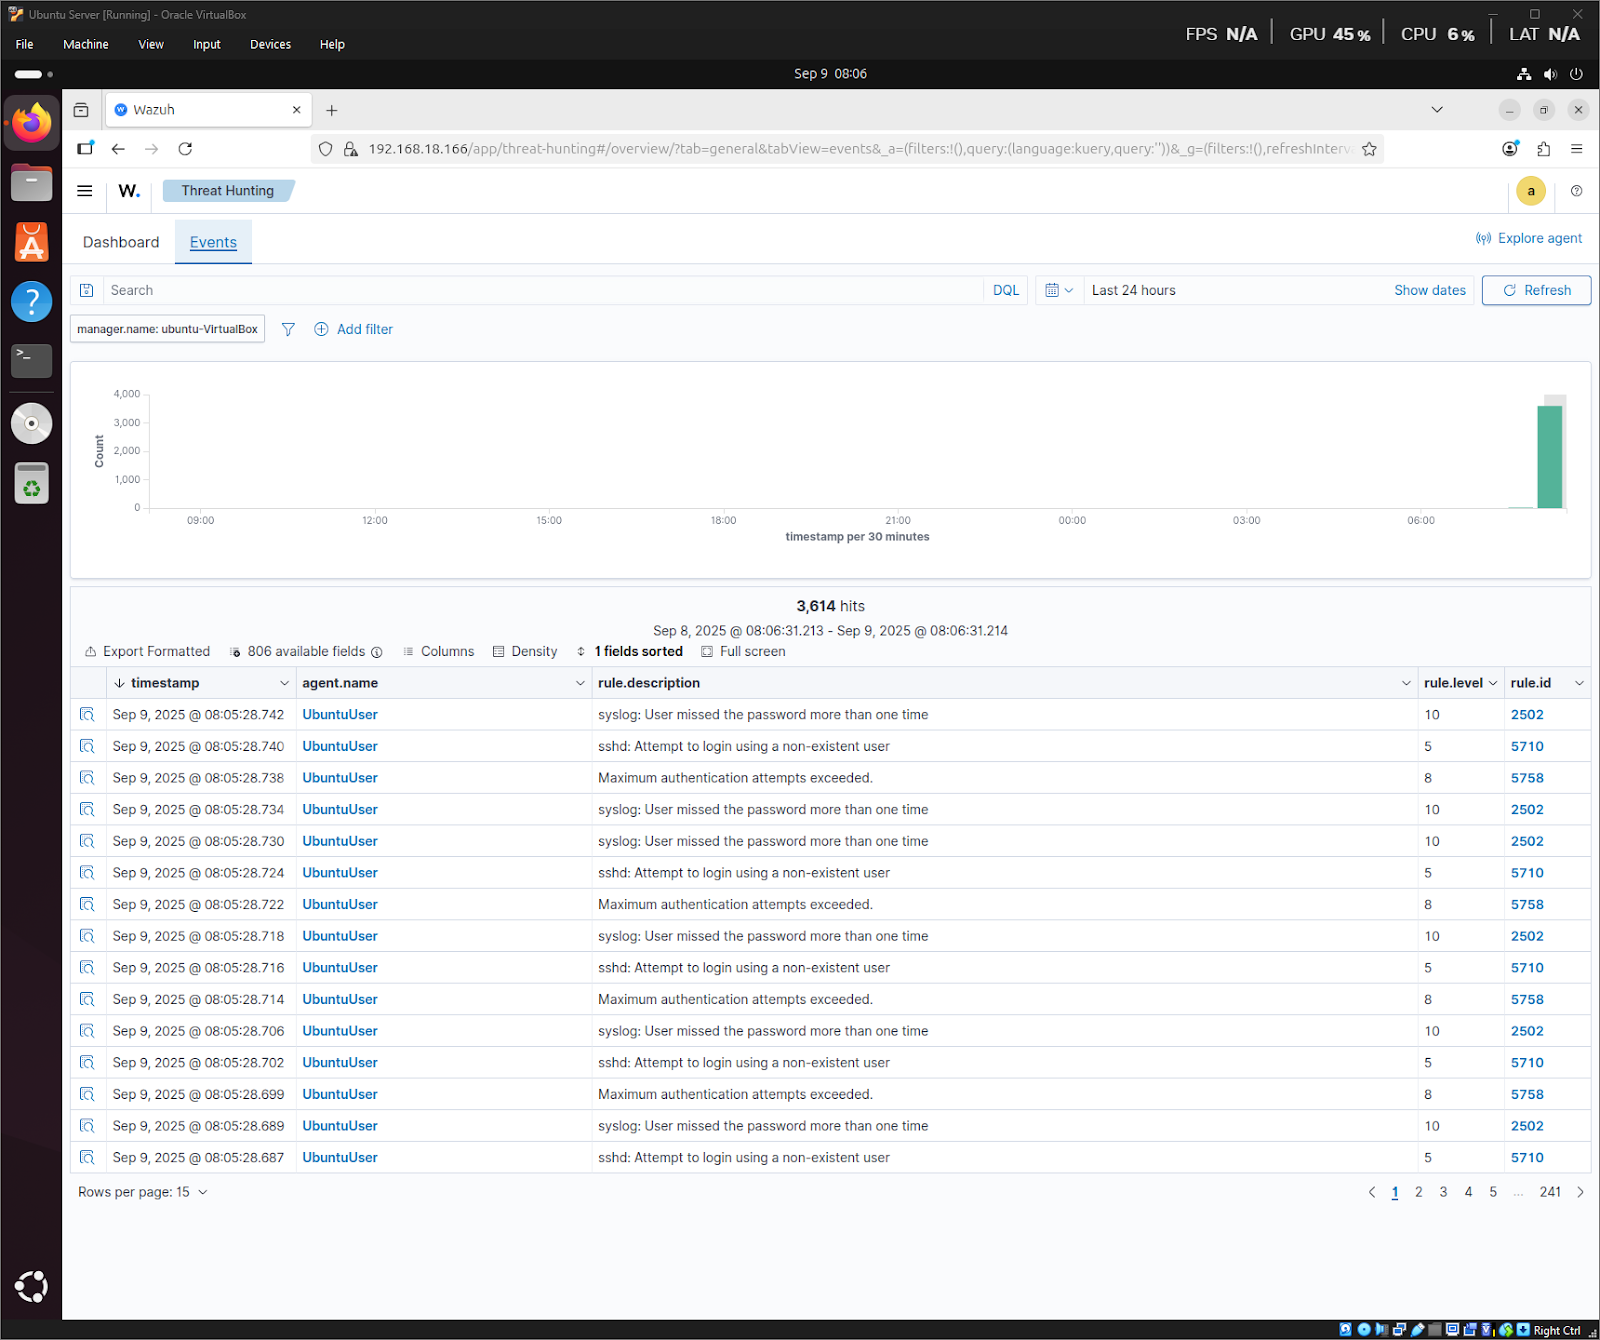 Ubuntu Server [Running] - Oracle VirtualBox
File Machine View Input Devices Help
FPS N/A GPU 45 % CPU 6 % LAT N/A
Sep 9 08:06
Wazuh
192.168.18.166/app/threat-hunting#/overview/?tab=general&tabView=events&_a=(filters:!(),query:(language:kuery,query:''))&_g=(filters:!(),refreshInterv
W. Threat Hunting a
Dashboard Events Explore agent
Search DQL Last 24 hours Show dates Refresh
manager.name: ubuntu-VirtualBox Add filter
4,000
3,000
2,000
1,000
0
Count
09:00 12:00 15:00 18:00 21:00 00:00 03:00 06:00
timestamp per 30 minutes
3,614 hits
Sep 8, 2025 @ 08:06:31.213 - Sep 9, 2025 @ 08:06:31.214
Export Formatted 806 available fields Columns Density 1 fields sorted Full screen
timestamp agent.name rule.description rule.level rule.id
Sep 9, 2025 @ 08:05:28.742 UbuntuUser syslog: User missed the password more than one time 10 2502
Sep 9, 2025 @ 08:05:28.740 UbuntuUser sshd: Attempt to login using a non-existent user 5 5710
Sep 9, 2025 @ 08:05:28.738 UbuntuUser Maximum authentication attempts exceeded. 8 5758
Sep 9, 2025 @ 08:05:28.734 UbuntuUser syslog: User missed the password more than one time 10 2502
Sep 9, 2025 @ 08:05:28.730 UbuntuUser syslog: User missed the password more than one time 10 2502
Sep 9, 2025 @ 08:05:28.724 UbuntuUser sshd: Attempt to login using a non-existent user 5 5710
Sep 9, 2025 @ 08:05:28.722 UbuntuUser Maximum authentication attempts exceeded. 8 5758
Sep 9, 2025 @ 08:05:28.718 UbuntuUser syslog: User missed the password more than one time 10 2502
Sep 9, 2025 @ 08:05:28.716 UbuntuUser sshd: Attempt to login using a non-existent user 5 5710
Sep 9, 2025 @ 08:05:28.714 UbuntuUser Maximum authentication attempts exceeded. 8 5758
Sep 9, 2025 @ 08:05:28.706 UbuntuUser syslog: User missed the password more than one time 10 2502
Sep 9, 2025 @ 08:05:28.702 UbuntuUser sshd: Attempt to login using a non-existent user 5 5710
Sep 9, 2025 @ 08:05:28.699 UbuntuUser Maximum authentication attempts exceeded. 8 5758
Sep 9, 2025 @ 08:05:28.689 UbuntuUser syslog: User missed the password more than one time 10 2502
Sep 9, 2025 @ 08:05:28.687 UbuntuUser sshd: Attempt to login using a non-existent user 5 5710
Rows per page: 15 1 2 3 4 5 ... 241
Right Ctrl